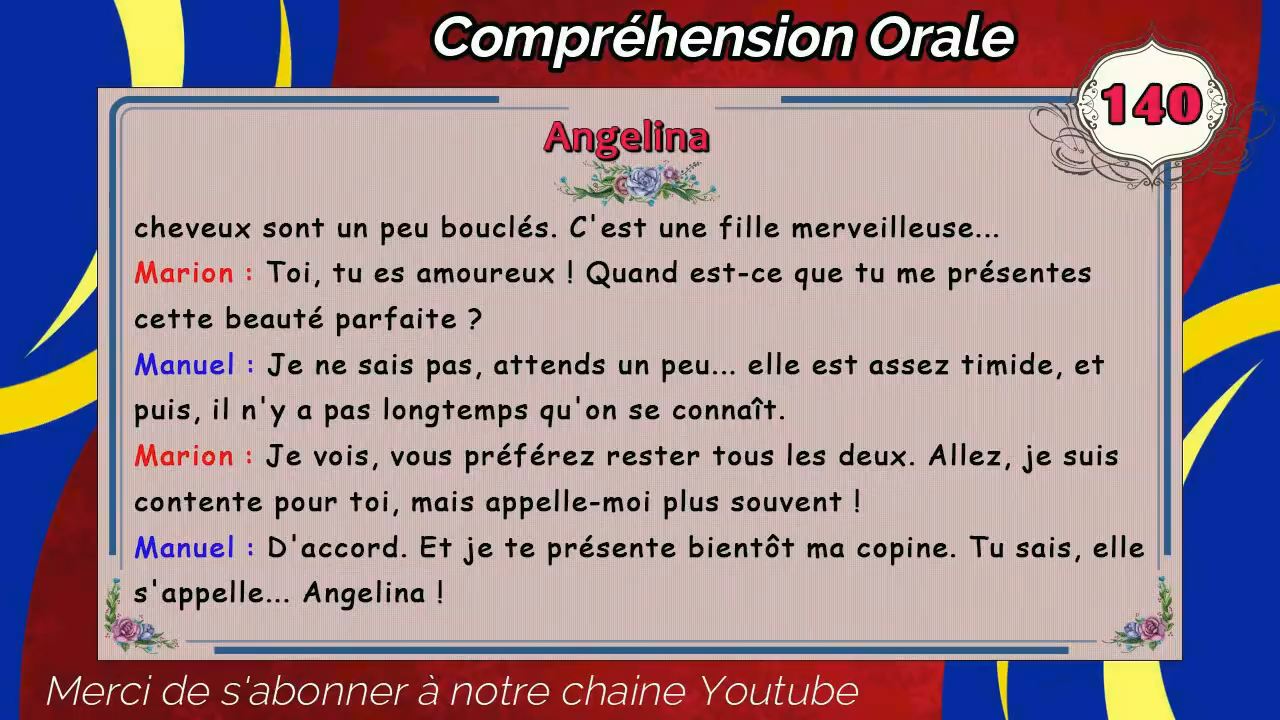 Compréhension Orale
140
Angelina
cheveux sont un peu bouclés. C'est une fille merveilleuse...
Marion : Toi, tu es amoureux ! Quand est-ce que tu me présentes
cette beauté parfaite ?
Manuel : Je ne sais pas, attends un peu... elle est assez timide, et
puis, il n'y a pas longtemps qu'on se connaît.
Marion : Je vois, vous préférez rester tous les deux. Allez, je suis
contente pour toi, mais appelle-moi plus souvent !
Manuel : D'accord. Et je te présente bientôt ma copine. Tu sais, elle
s'appelle... Angelina !
Merci de s'abonner à notre chaine Youtube